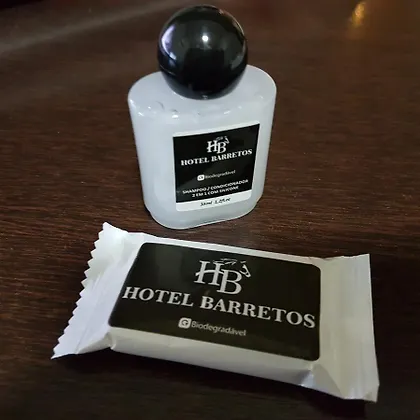 HB
HOTEL BARRETOS
Biodegradável
SHAMPOO / CONDICIONADOR
2 EM 1 COM SILICONE
HB
HOTEL BARRETOS
Biodegradável